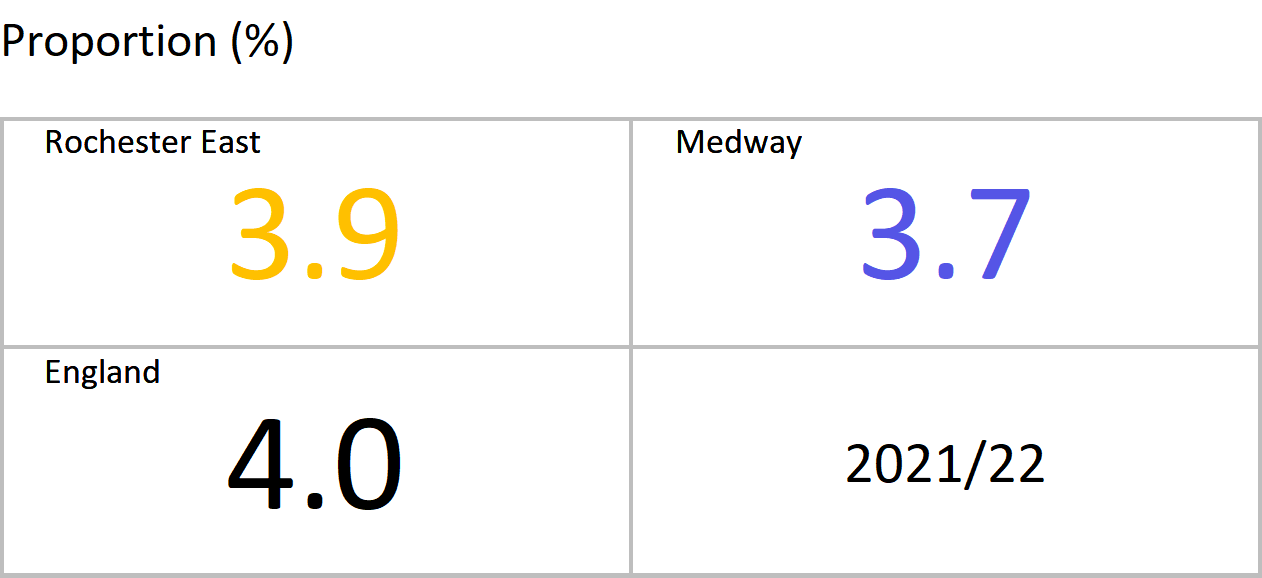 Proportion (%)
Rochester East
3.9
Medway
3.7
England
4.0
2021/22